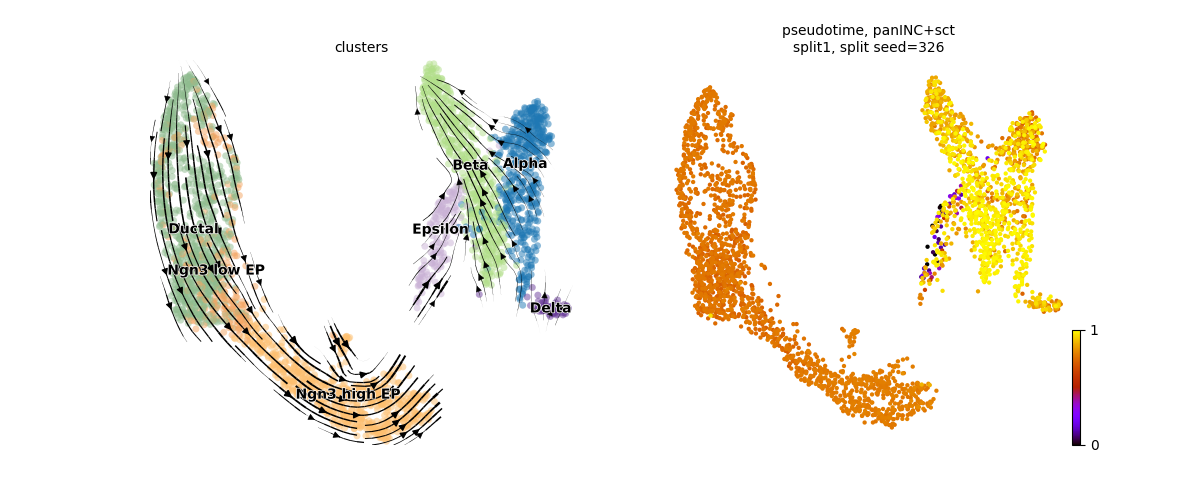 clusters
Beta
Alpha
Ductal
Epsilon
Ngn3 low EP
Delta
Ngn3 high EP
pseudotime, panINC+sct
split1, split seed=326
1
0